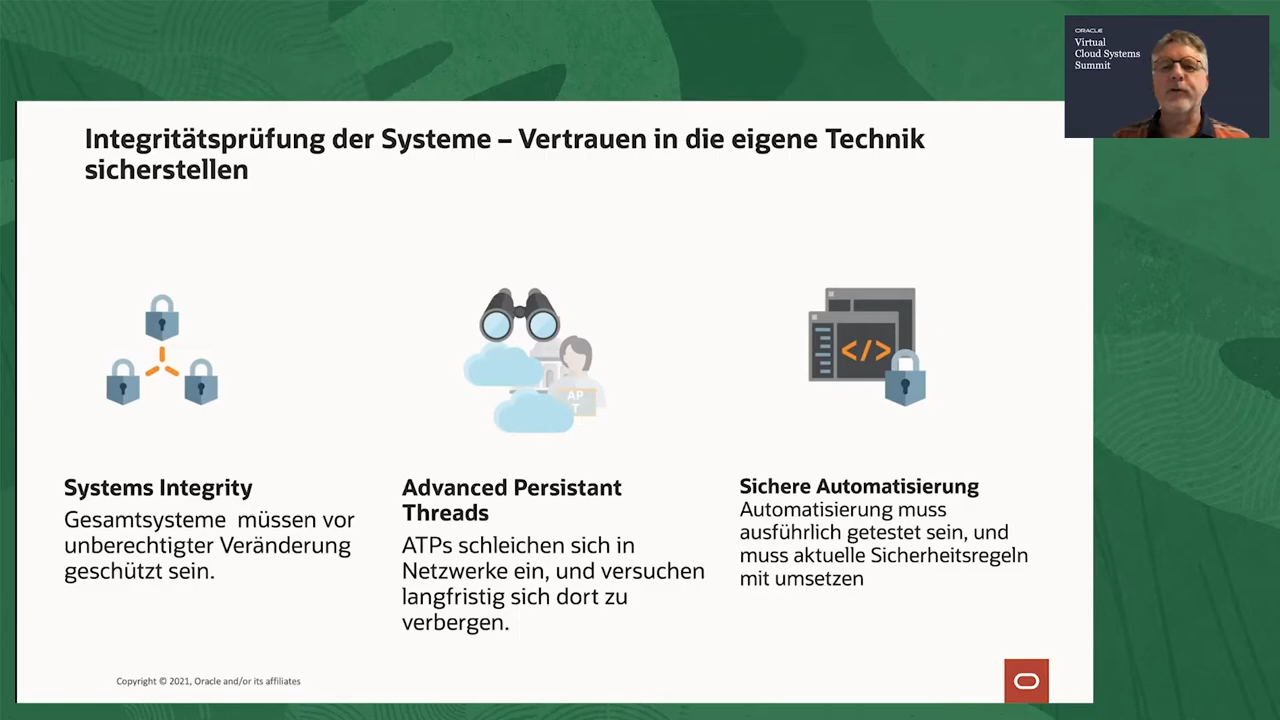 ORACLE
Virtual
Cloud Systems
Summit
Integritätsprüfung der Systeme – Vertrauen in die eigene Technik
sicherstellen
AP
T
Systems Integrity
Gesamtsysteme müssen vor
unberechtigter Veränderung
geschützt sein.
Advanced Persistant
Threads
ATPs schleichen sich in
Netzwerke ein, und versuchen
langfristig sich dort zu
verbergen.
Sichere Automatisierung
Automatisierung muss
ausführlich getestet sein, und
muss aktuelle Sicherheitsregeln
mit umsetzen
Copyright © 2021, Oracle and/or its affiliates